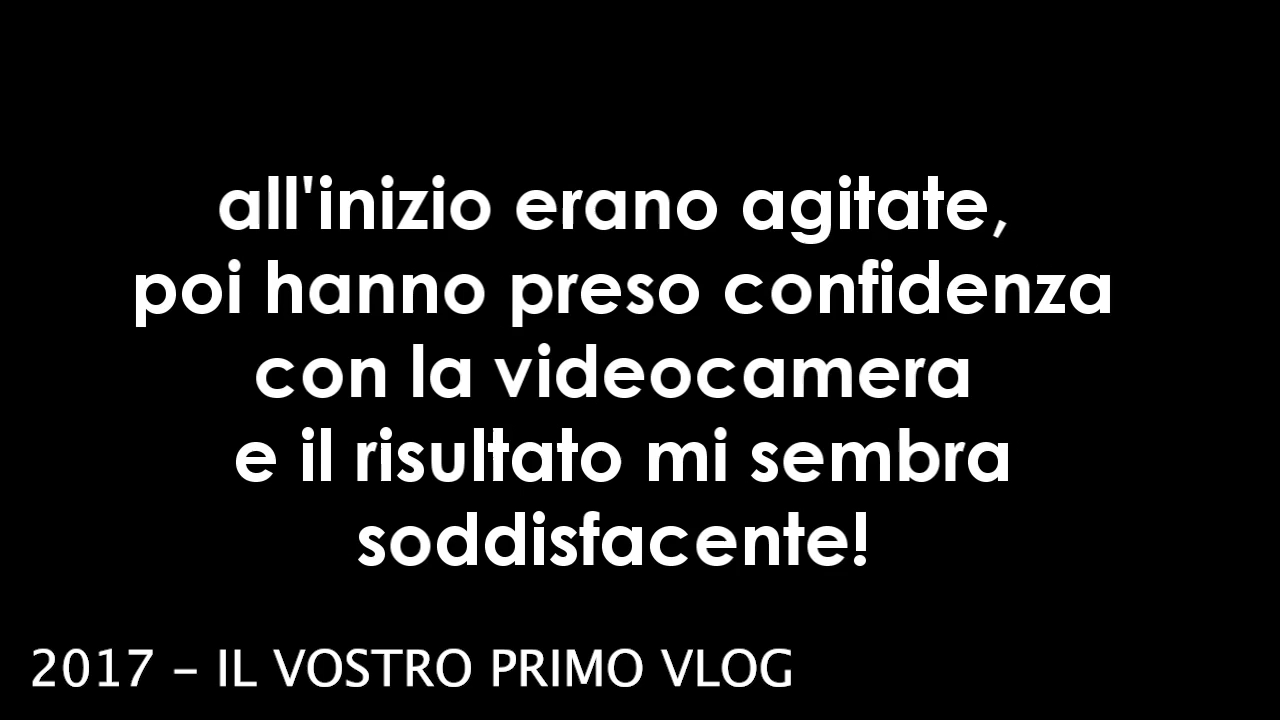 all'inizio erano agitate,
poi hanno preso confidenza
con la videocamera
e il risultato mi sembra
soddisfacente!
2017 - IL VOSTRO PRIMO VLOG